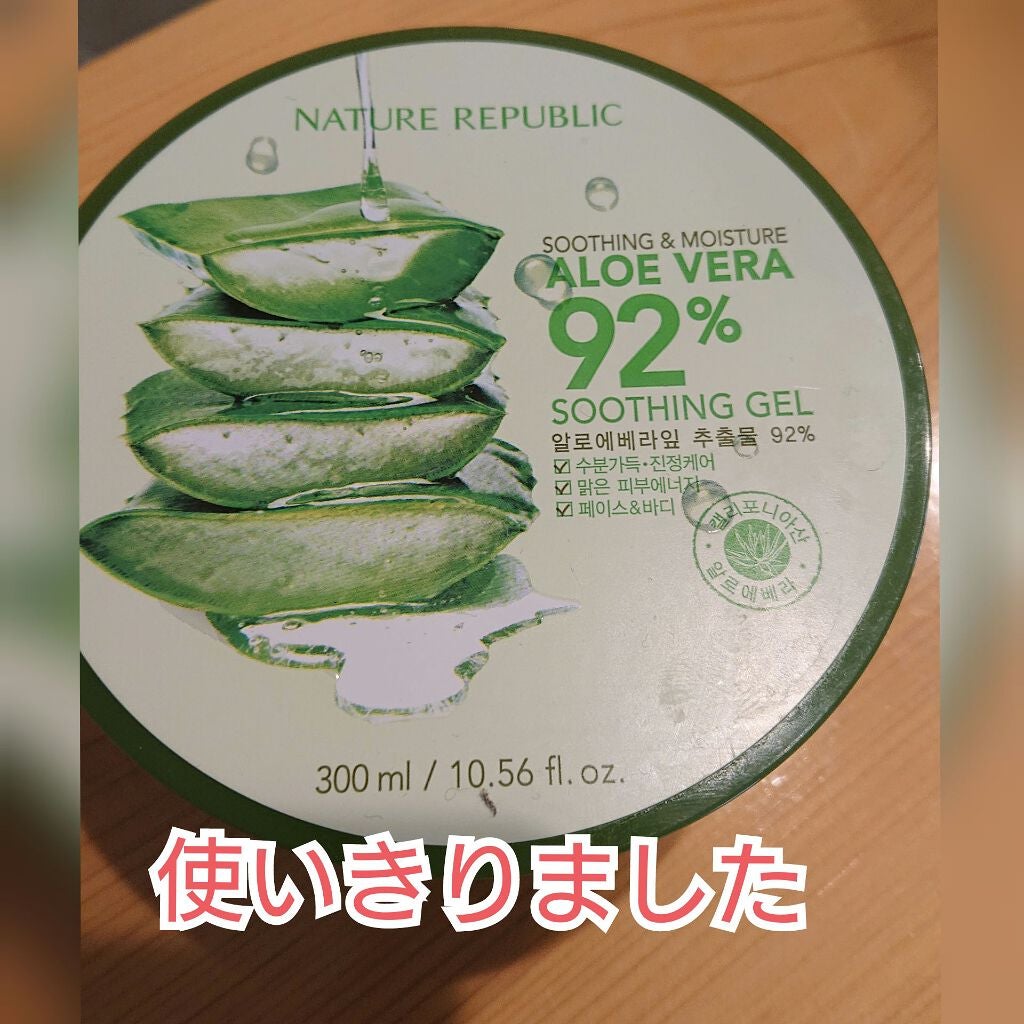 NATURE REPUBLIC
SOOTHING & MOISTURE
ALOE VERA
92%
SOOTHING GEL
알로에베라잎 추출물 92%
수분가득·진정케어
맑은 피부에너지
페이스&바디
캘리포니아산
알로에베라
300 ml / 10.56 fl. oz.
使いきりました